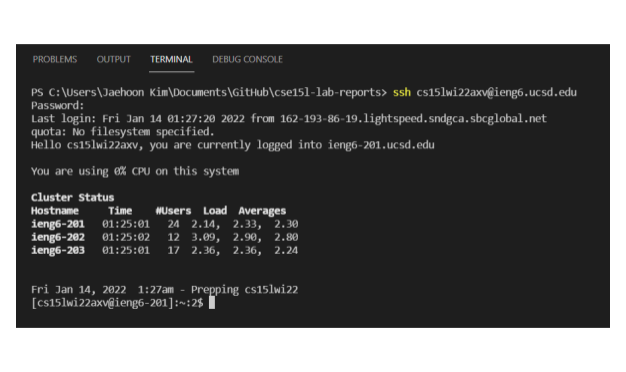 PROBLEMS OUTPUT TERMINAL DEBUG CONSOLE
PS C:\Users\Jaehoon Kim\Documents\GitHub\cse15l-lab-reports> ssh cs15lwi22axv@ieng6.ucsd.edu
Password:
Last login: Fri Jan 14 01:27:20 2022 from 162-193-86-19.lightspeed.sndgca.sbcglobal.net
quota: No filesystem specified.
Hello cs15lwi22axv, you are currently logged into ieng6-201.ucsd.edu
You are using 0% CPU on this system
Cluster Status
Hostname Time #Users Load Averages
ieng6-201 01:25:01 24 2.14, 2.33, 2.30
ieng6-202 01:25:02 12 3.09, 2.90, 2.80
ieng6-203 01:25:01 17 2.36, 2.36, 2.24
Fri Jan 14, 2022 1:27am - Prepping cs15lwi22
[cs15lwi22axv@ieng6-201]:~:2$